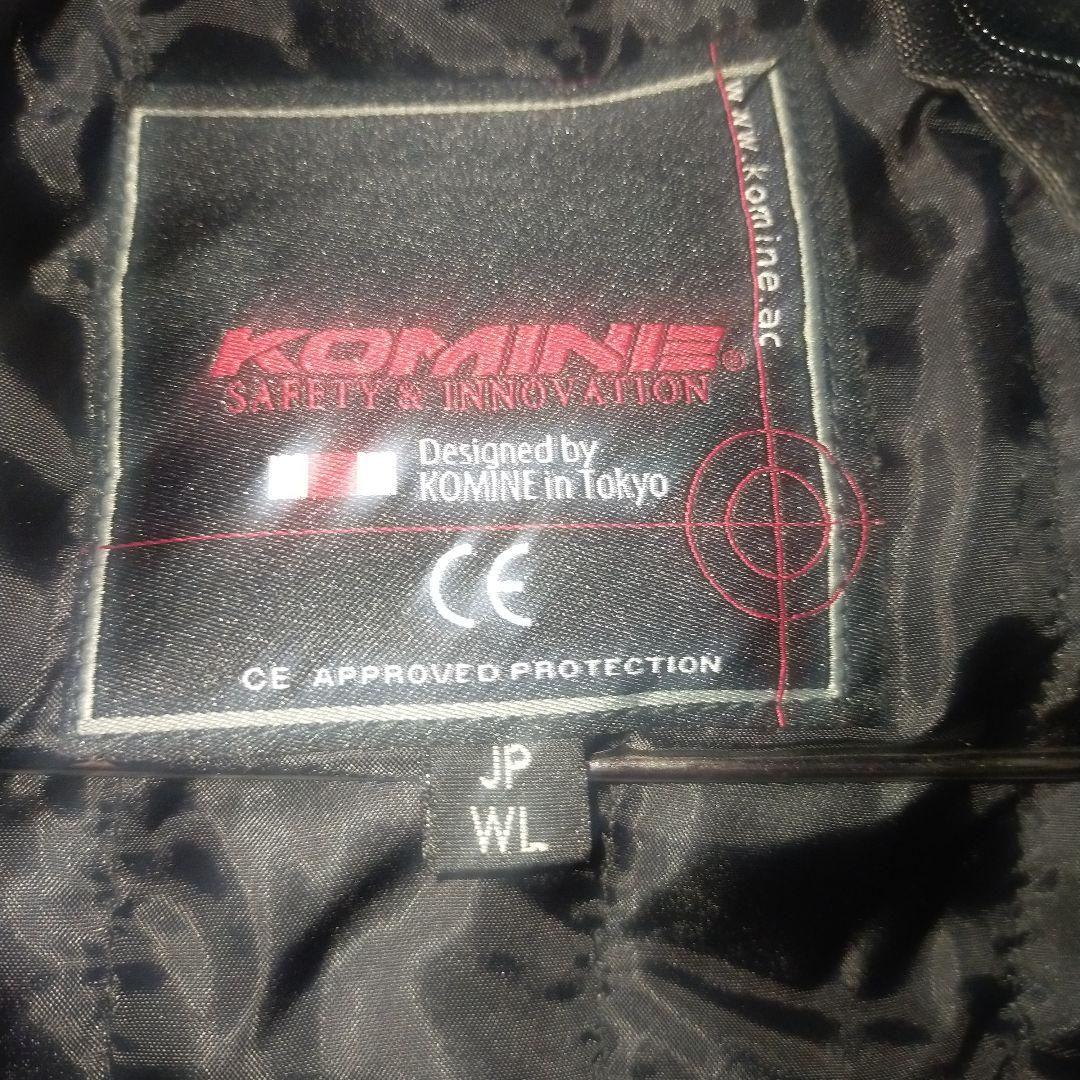 www.komine.ac
KOMINE®
SAFETY & INNOVATION
Designed by
KOMINE in Tokyo
CE
CE APPROVED PROTECTION
JP
WL